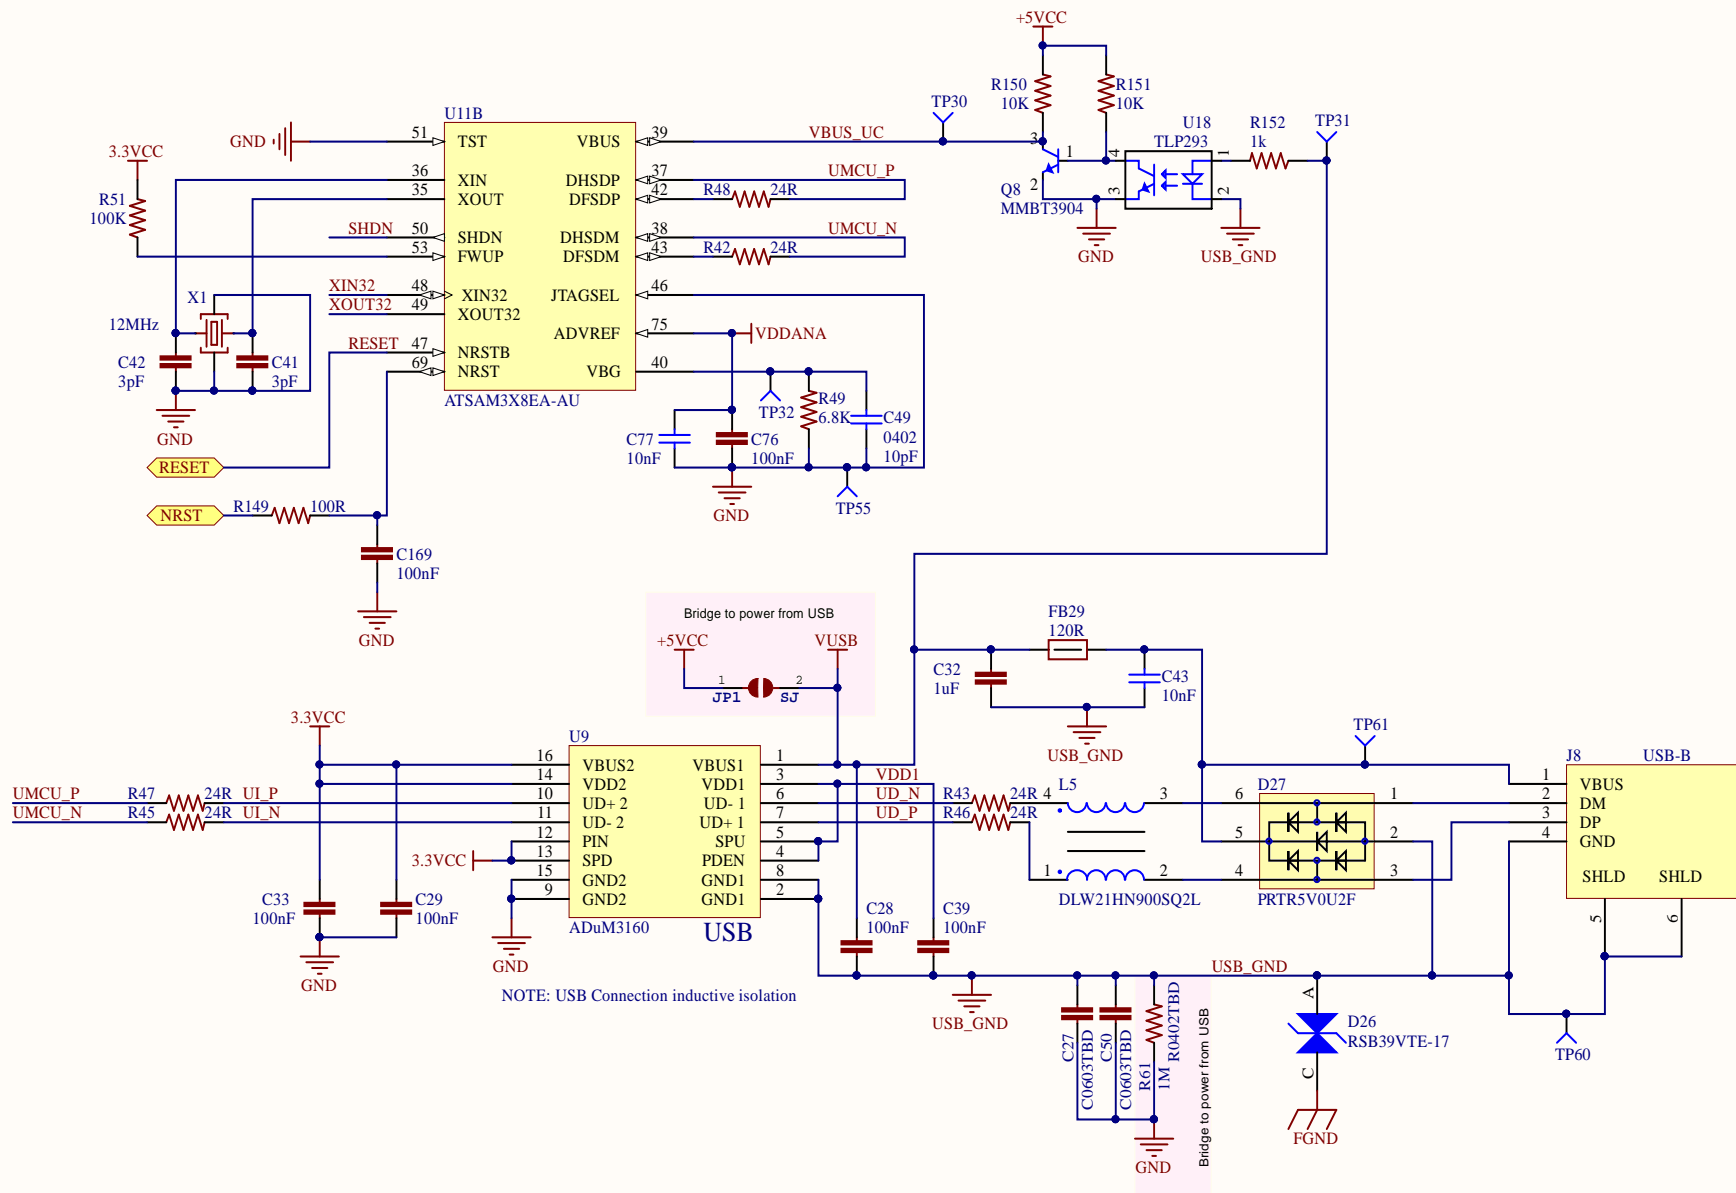 +5VCC
R150
10K
R151
10K
TP30
U18
TLP293
R152
1k
TP31
U11B
GND
51
TST
VBUS
39
VBUS_UC
3
1
2
4
3
1
2
Q8
MMBT3904
GND
USB_GND
3.3VCC
R51
100K
36
XIN
35
XOUT
DHSDP
37
UMCU_P
DFSDP
42
R48
24R
SHDN
50
SHDN
53
FWUP
DHSDM
38
UMCU_N
DFSDM
43
R42
24R
XIN32
48
XIN32
XOUT32
49
XOUT32
JTAGSEL
46
ADVREF
75
VDDANA
X1
12MHz
C42
3pF
C41
3pF
GND
RESET
47
NRSTB
69
NRST
VBG
40
ATSAM3X8EA-AU
TP32
R49
6.8K
C49
0402
10pF
C77
10nF
C76
100nF
GND
TP55
RESET
NRST
R149
100R
C169
100nF
GND
Bridge to power from USB
+5VCC
VUSB
1
2
JP1
SJ
FB29
120R
C32
1uF
C43
10nF
USB_GND
TP61
J8
USB-B
3.3VCC
U9
16
VBUS2
VBUS1
1
14
VDD2
VDD1
3
VDD1
UMCU_P
R47
24R
UI_P
10
UD+ 2
UD- 1
6
UD_N
R43
24R
UMCU_N
R45
24R
UI_N
11
UD- 2
UD+ 1
7
UD_P
R46
24R
12
PIN
SPU
5
3.3VCC
13
SPD
PDEN
4
15
GND2
GND1
8
9
GND2
GND1
2
ADuM3160
USB
L5
4
3
1
2
DLW21HN900SQ2L
D27
6
1
5
2
4
3
PRTR5V0U2F
1
VBUS
2
DM
3
DP
4
GND
SHLD
SHLD
5
6
C33
100nF
C29
100nF
GND
GND
C28
100nF
C39
100nF
NOTE: USB Connection inductive isolation
USB_GND
USB_GND
C27
C0603TBD
C50
C0603TBD
R61
1M
R0402TBD
Bridge to power from USB
GND
A
C
D26
RSB39VTE-17
FGND
TP60